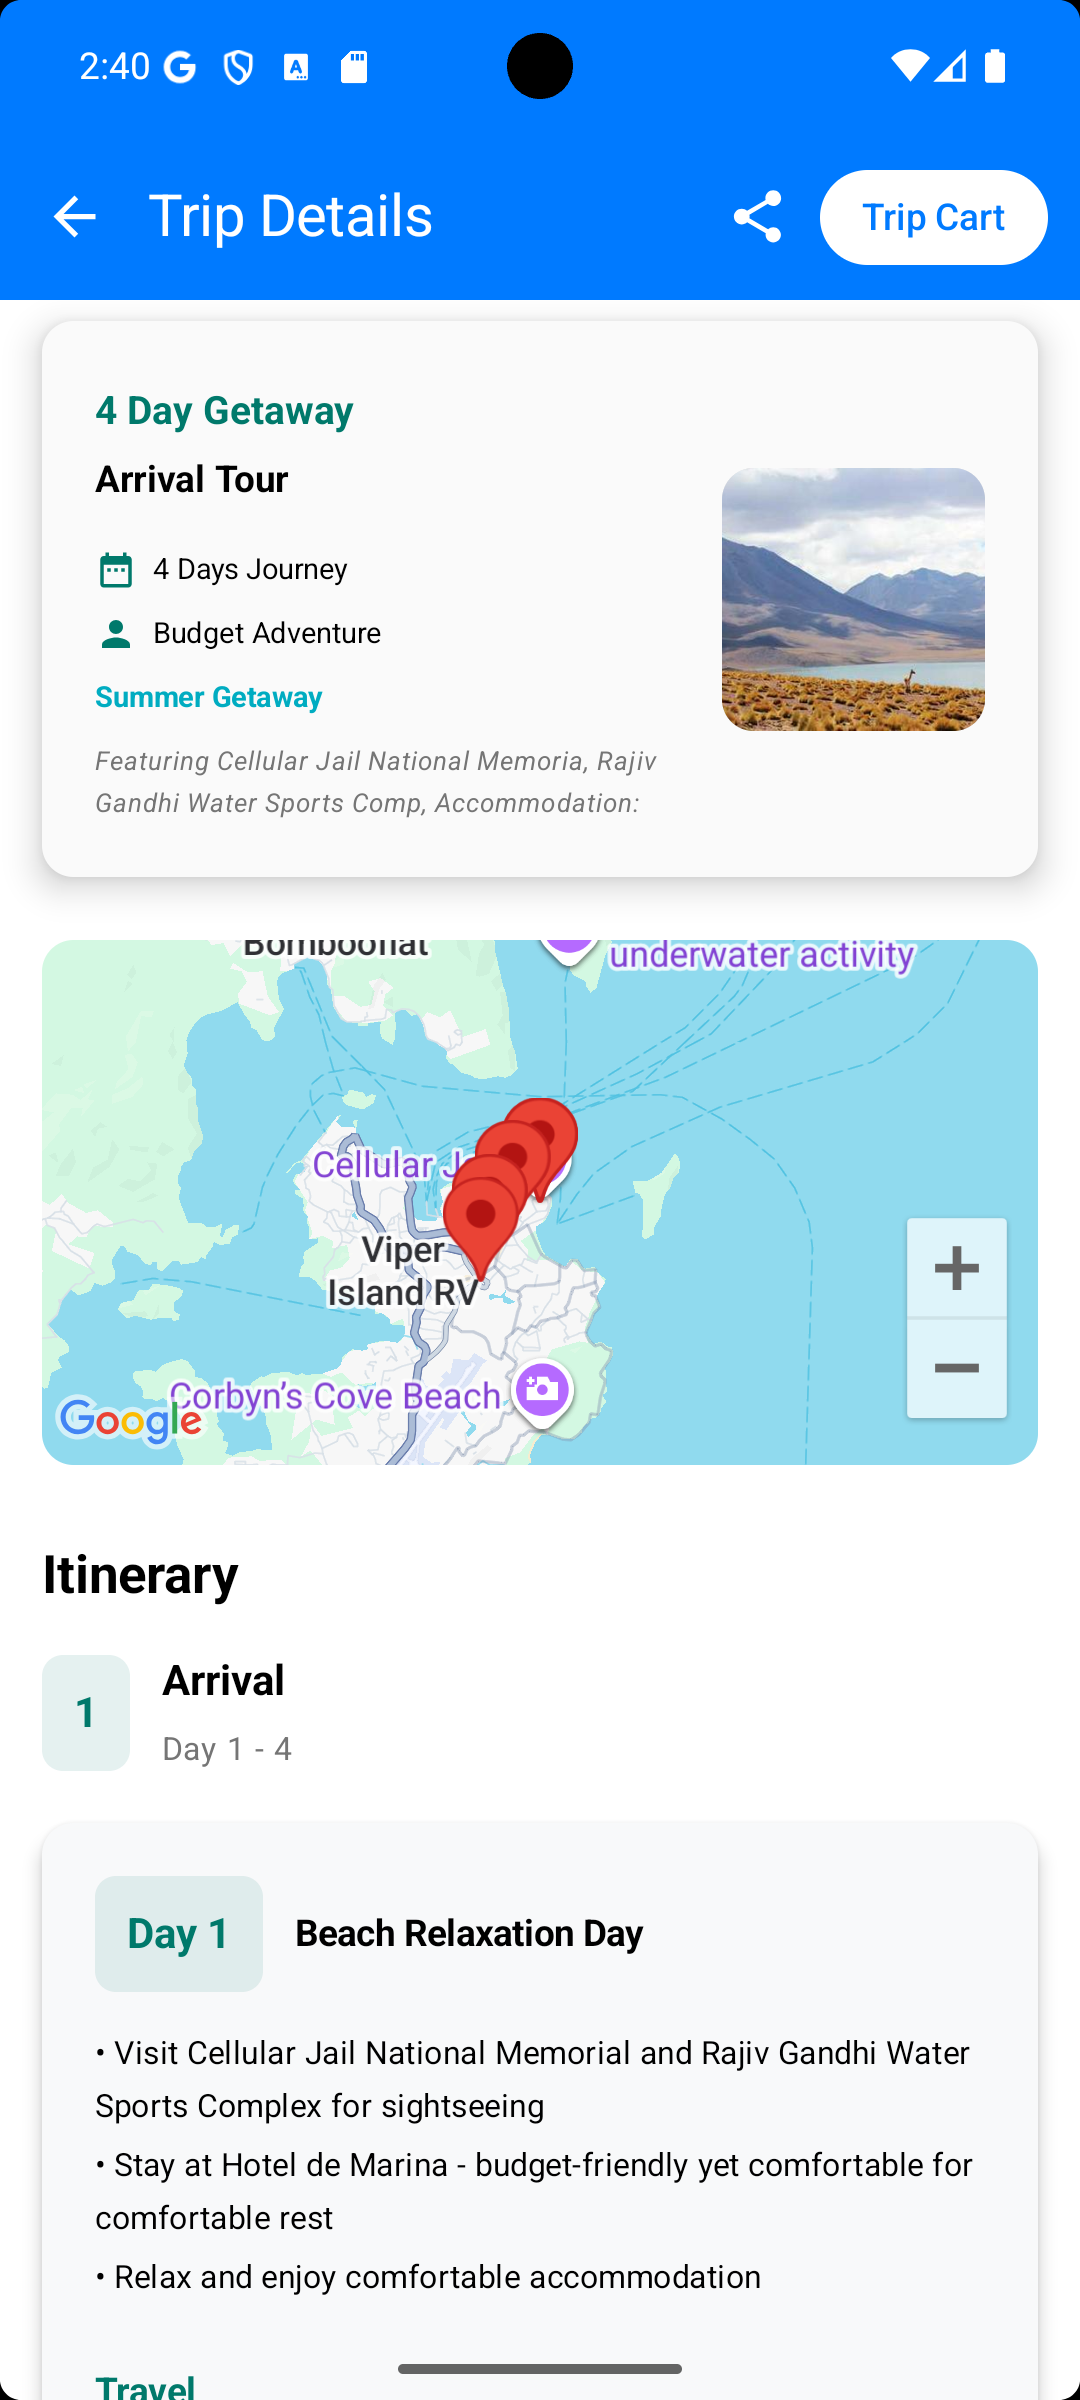 2:40
Trip Details
Trip Cart
4 Day Getaway
Arrival Tour
4 Days Journey
Budget Adventure
Summer Getaway
Featuring Cellular Jail National Memoria, Rajiv
Gandhi Water Sports Comp, Accommodation:
Bombooflat
underwater activity
Cellular J
Viper
Island RV
Corbyn's Cove Beach
Google
Itinerary
1
Arrival
Day 1 - 4
Day 1
Beach Relaxation Day
• Visit Cellular Jail National Memorial and Rajiv Gandhi Water
Sports Complex for sightseeing
• Stay at Hotel de Marina - budget-friendly yet comfortable for
comfortable rest
• Relax and enjoy comfortable accommodation
Travel